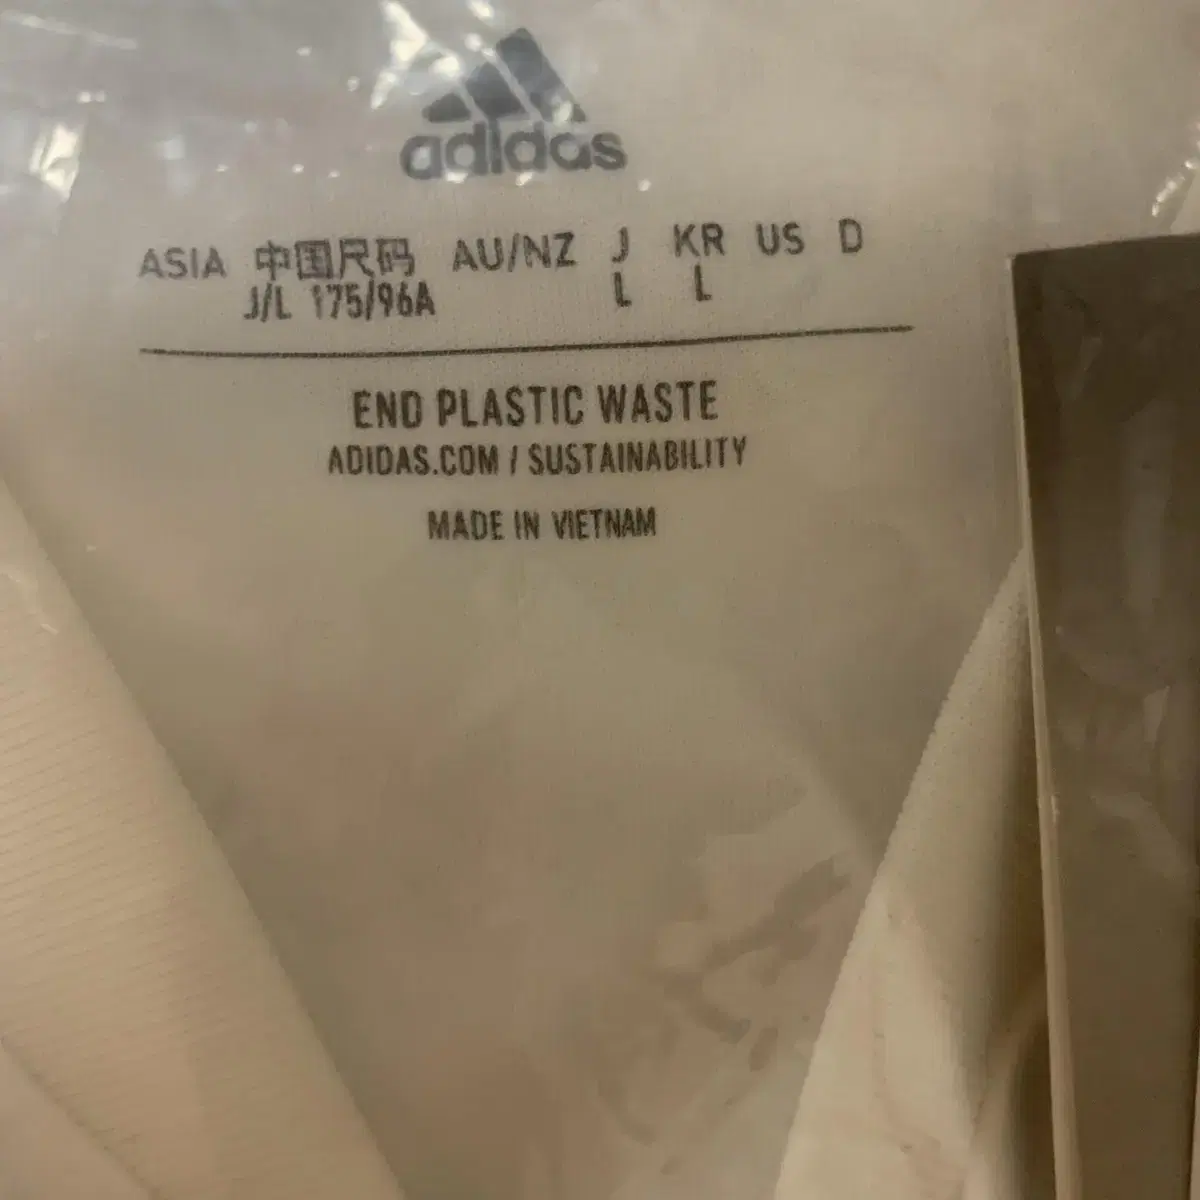 adidas
ASIA 中国尺码 AU/NZ J KR US D
J/L 175/96A L L
END PLASTIC WASTE
ADIDAS.COM / SUSTAINABILITY
MADE IN VIETNAM